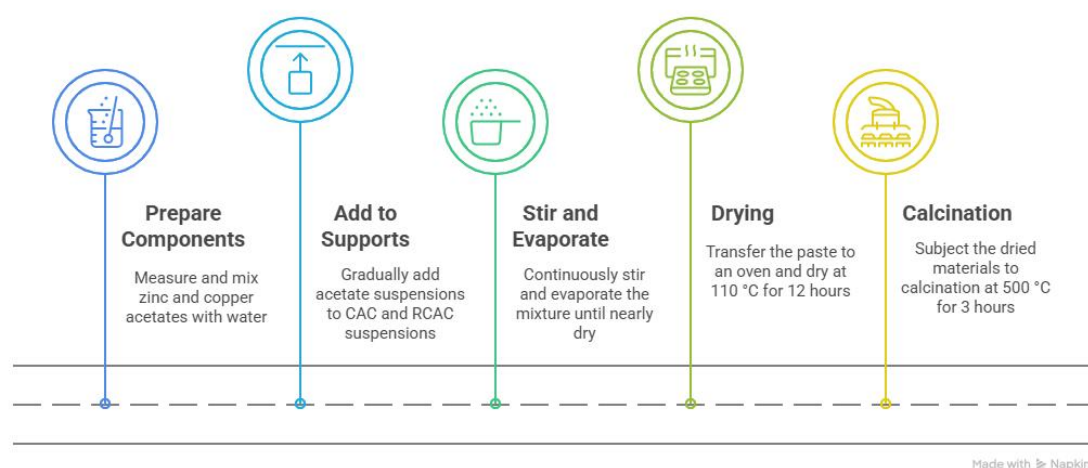 Prepare
Components
Measure and mix
zinc and copper
acetates with water
Add to
Supports
Gradually add
acetate suspensions
to CAC and RCAC
suspensions
Stir and
Evaporate
Continuously stir
and evaporate the
mixture until nearly
dry
Drying
Transfer the paste to
an oven and dry at
110 °C for 12 hours
Calcination
Subject the dried
materials to
calcination at 500 °C
for 3 hours
Made with Napkin